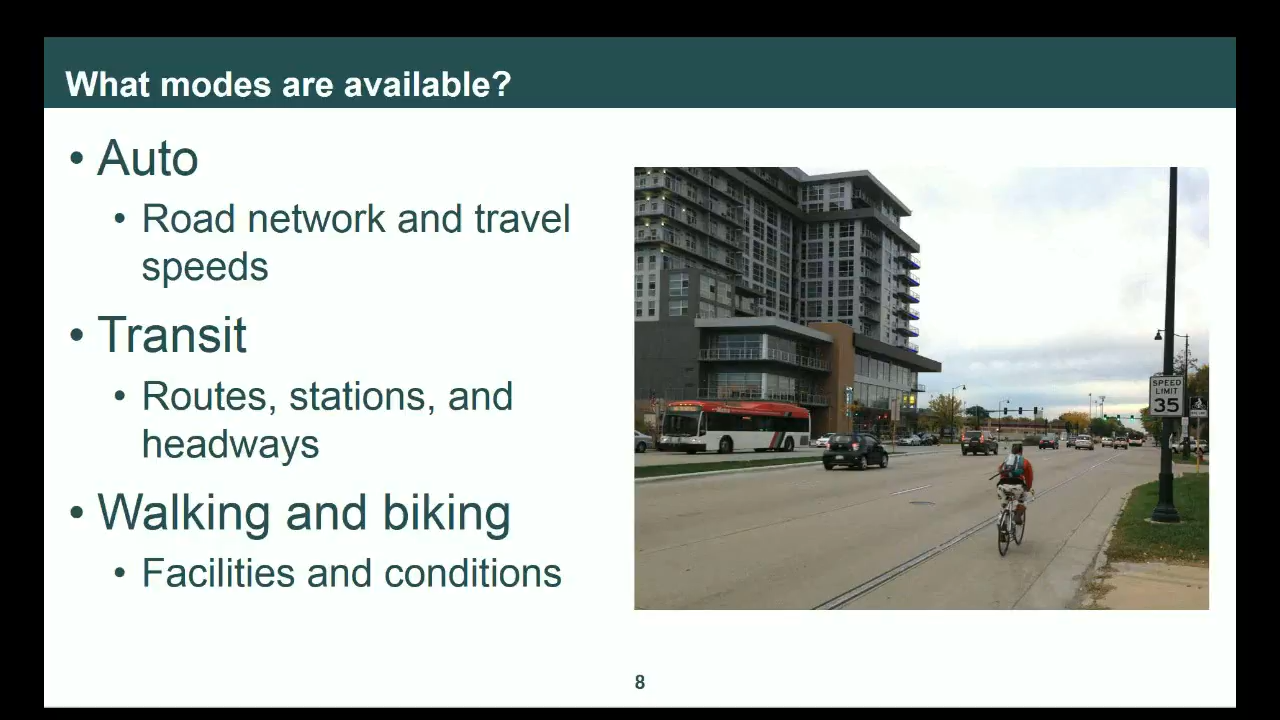 What modes are available?
• Auto
• Road network and travel
speeds
• Transit
• Routes, stations, and
headways
• Walking and biking
• Facilities and conditions
SPEED
LIMIT
35
8